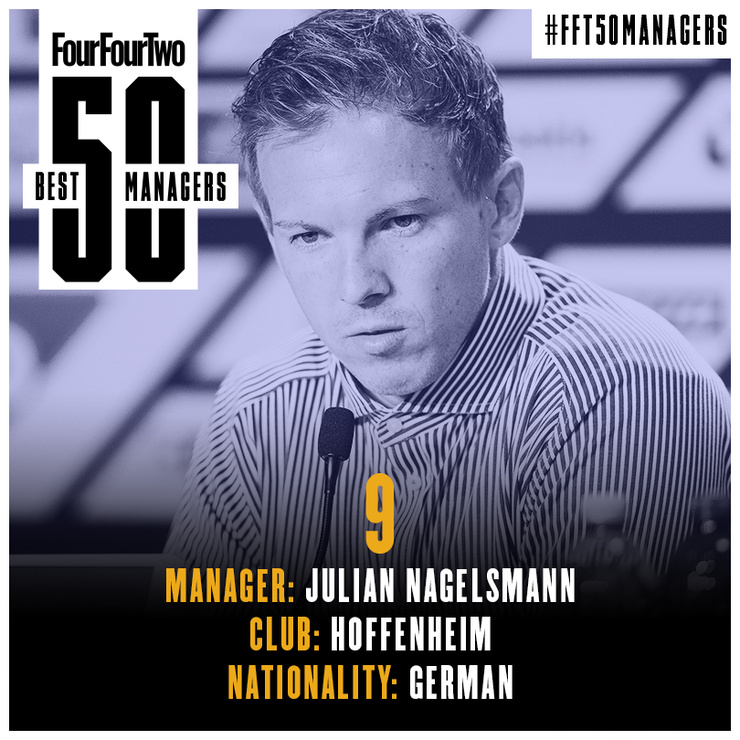 FourFourTwo
#FFT50MANAGERS
50
BEST MANAGERS
9
MANAGER: JULIAN NAGELSMANN
CLUB: HOFFENHEIM
NATIONALITY: GERMAN